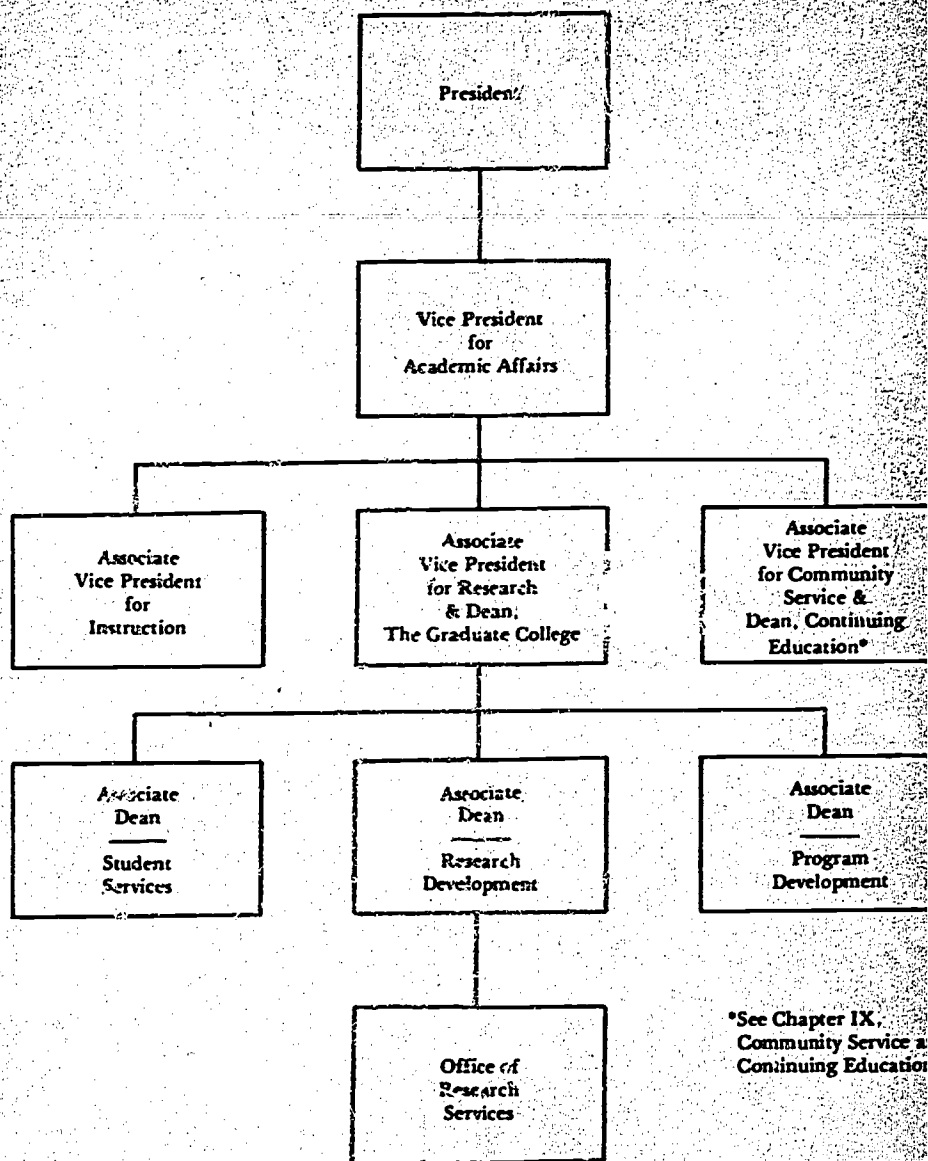 President
Vice President
for
Academic Affairs
Associate
Vice President
for
Instruction
Associate
Vice President
for Research
& Dean,
The Graduate College
Associate
Vice President
for Community
Service &
Dean, Continuing
Education*
Associate
Dean
Student
Services
Associate
Dean
Research
Development
Associate
Dean
Program
Development
Office of
Research
Services
*See Chapter IX,
Community Service
Continuing Education